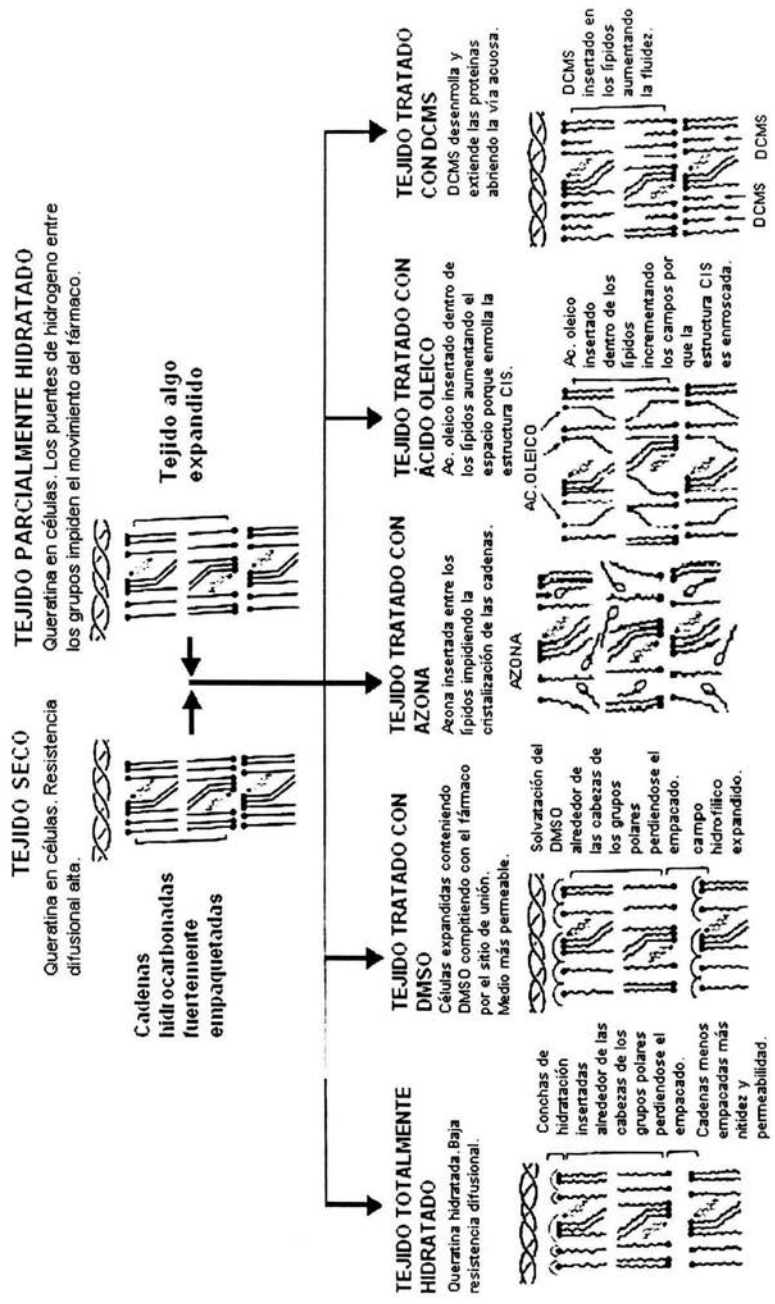 TEJIDO SECO
Queratina en células. Resistencia
difusional alta.
Cadenas
hidrocarbonadas
fuertemente
empaquetadas
TEJIDO PARCIALMENTE HIDRATADO
Queratina en células. Los puentes de hidrogeno entre
los grupos impiden el movimiento del fármaco.
Tejido algo
expandido
TEJIDO TOTALMENTE
HIDRATADO
Queratina hidratada. Baja
resistencia difusional.
Conchas de
hidratación
insertadas
alrededor de las
cabezas de los
grupos polares
perdiendose el
empacado.
Cadenas menos
empacadas más
nitidez y
permeabilidad.
TEJIDO TRATADO CON
DMSO
Células expandidas conteniendo
DMSO compitiendo con el fármaco
por el sitio de unión.
Medio más permeable.
Solvatación del
DMSO
alrededor de
las cabezas de
los grupos
polares
perdiendose el
empacado.
campo
hidrofílico
expandido.
TEJIDO TRATADO CON
AZONA
Azona insertada entre los
lípidos impidiendo la
cristalización de las cadenas.
AZONA
TEJIDO TRATADO CON
ÁCIDO OLEICO
Ac. oleico insertado dentro de
los lípidos aumentando el
espacio porque enrolla la
estructura CIS.
AC.OLEICO
Ac. oleico
insertado
dentro de los
lípidos
incrementando
los campos por
que la
estructura CIS
es enroscada.
TEJIDO TRATADO
CON DCMS
DCMS desenrolla y
extiende las proteinas
abriendo la vía acuosa.
DCMS
insertado en
los lípidos
aumentando
la fluidez.
DCMS
DCMS